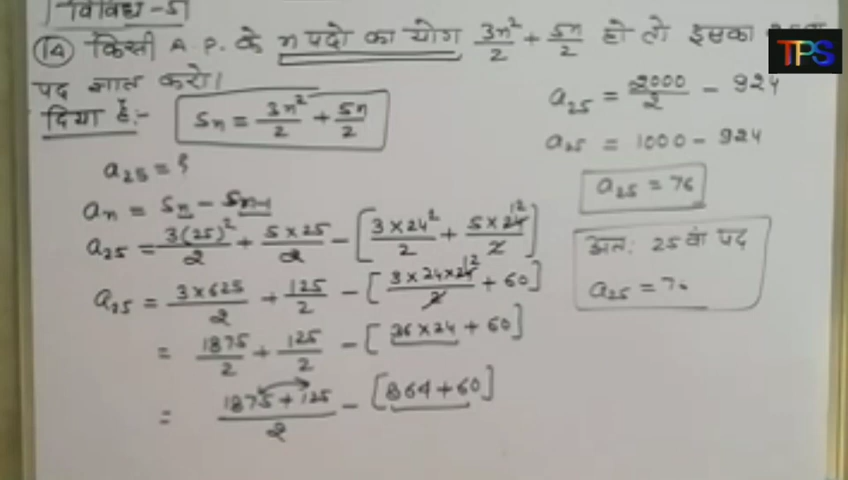 विविध-5
(14) किसी A.P. के n पदो का योग 3n²/2 + 5n/2 हो तो इसका
पद ज्ञात करो।
दिया है:-
Sn = 3n²/2 + 5n/2
a25 = ?
an = Sn - Sn-1
a25 = 3(25)²/2 + 5×25/2 - [3×24²/2 + 5×24/2] 12
a25 = 3×625/2 + 125/2 - [3×24×24/2 + 60] 12
= 1875/2 + 125/2 - [36×24 + 60]
= 1875+125/2 - [864+60]
TPS
a25 = 2000/2 - 924
a25 = 1000 - 924
a25 = 76
अतः 25 वां पद